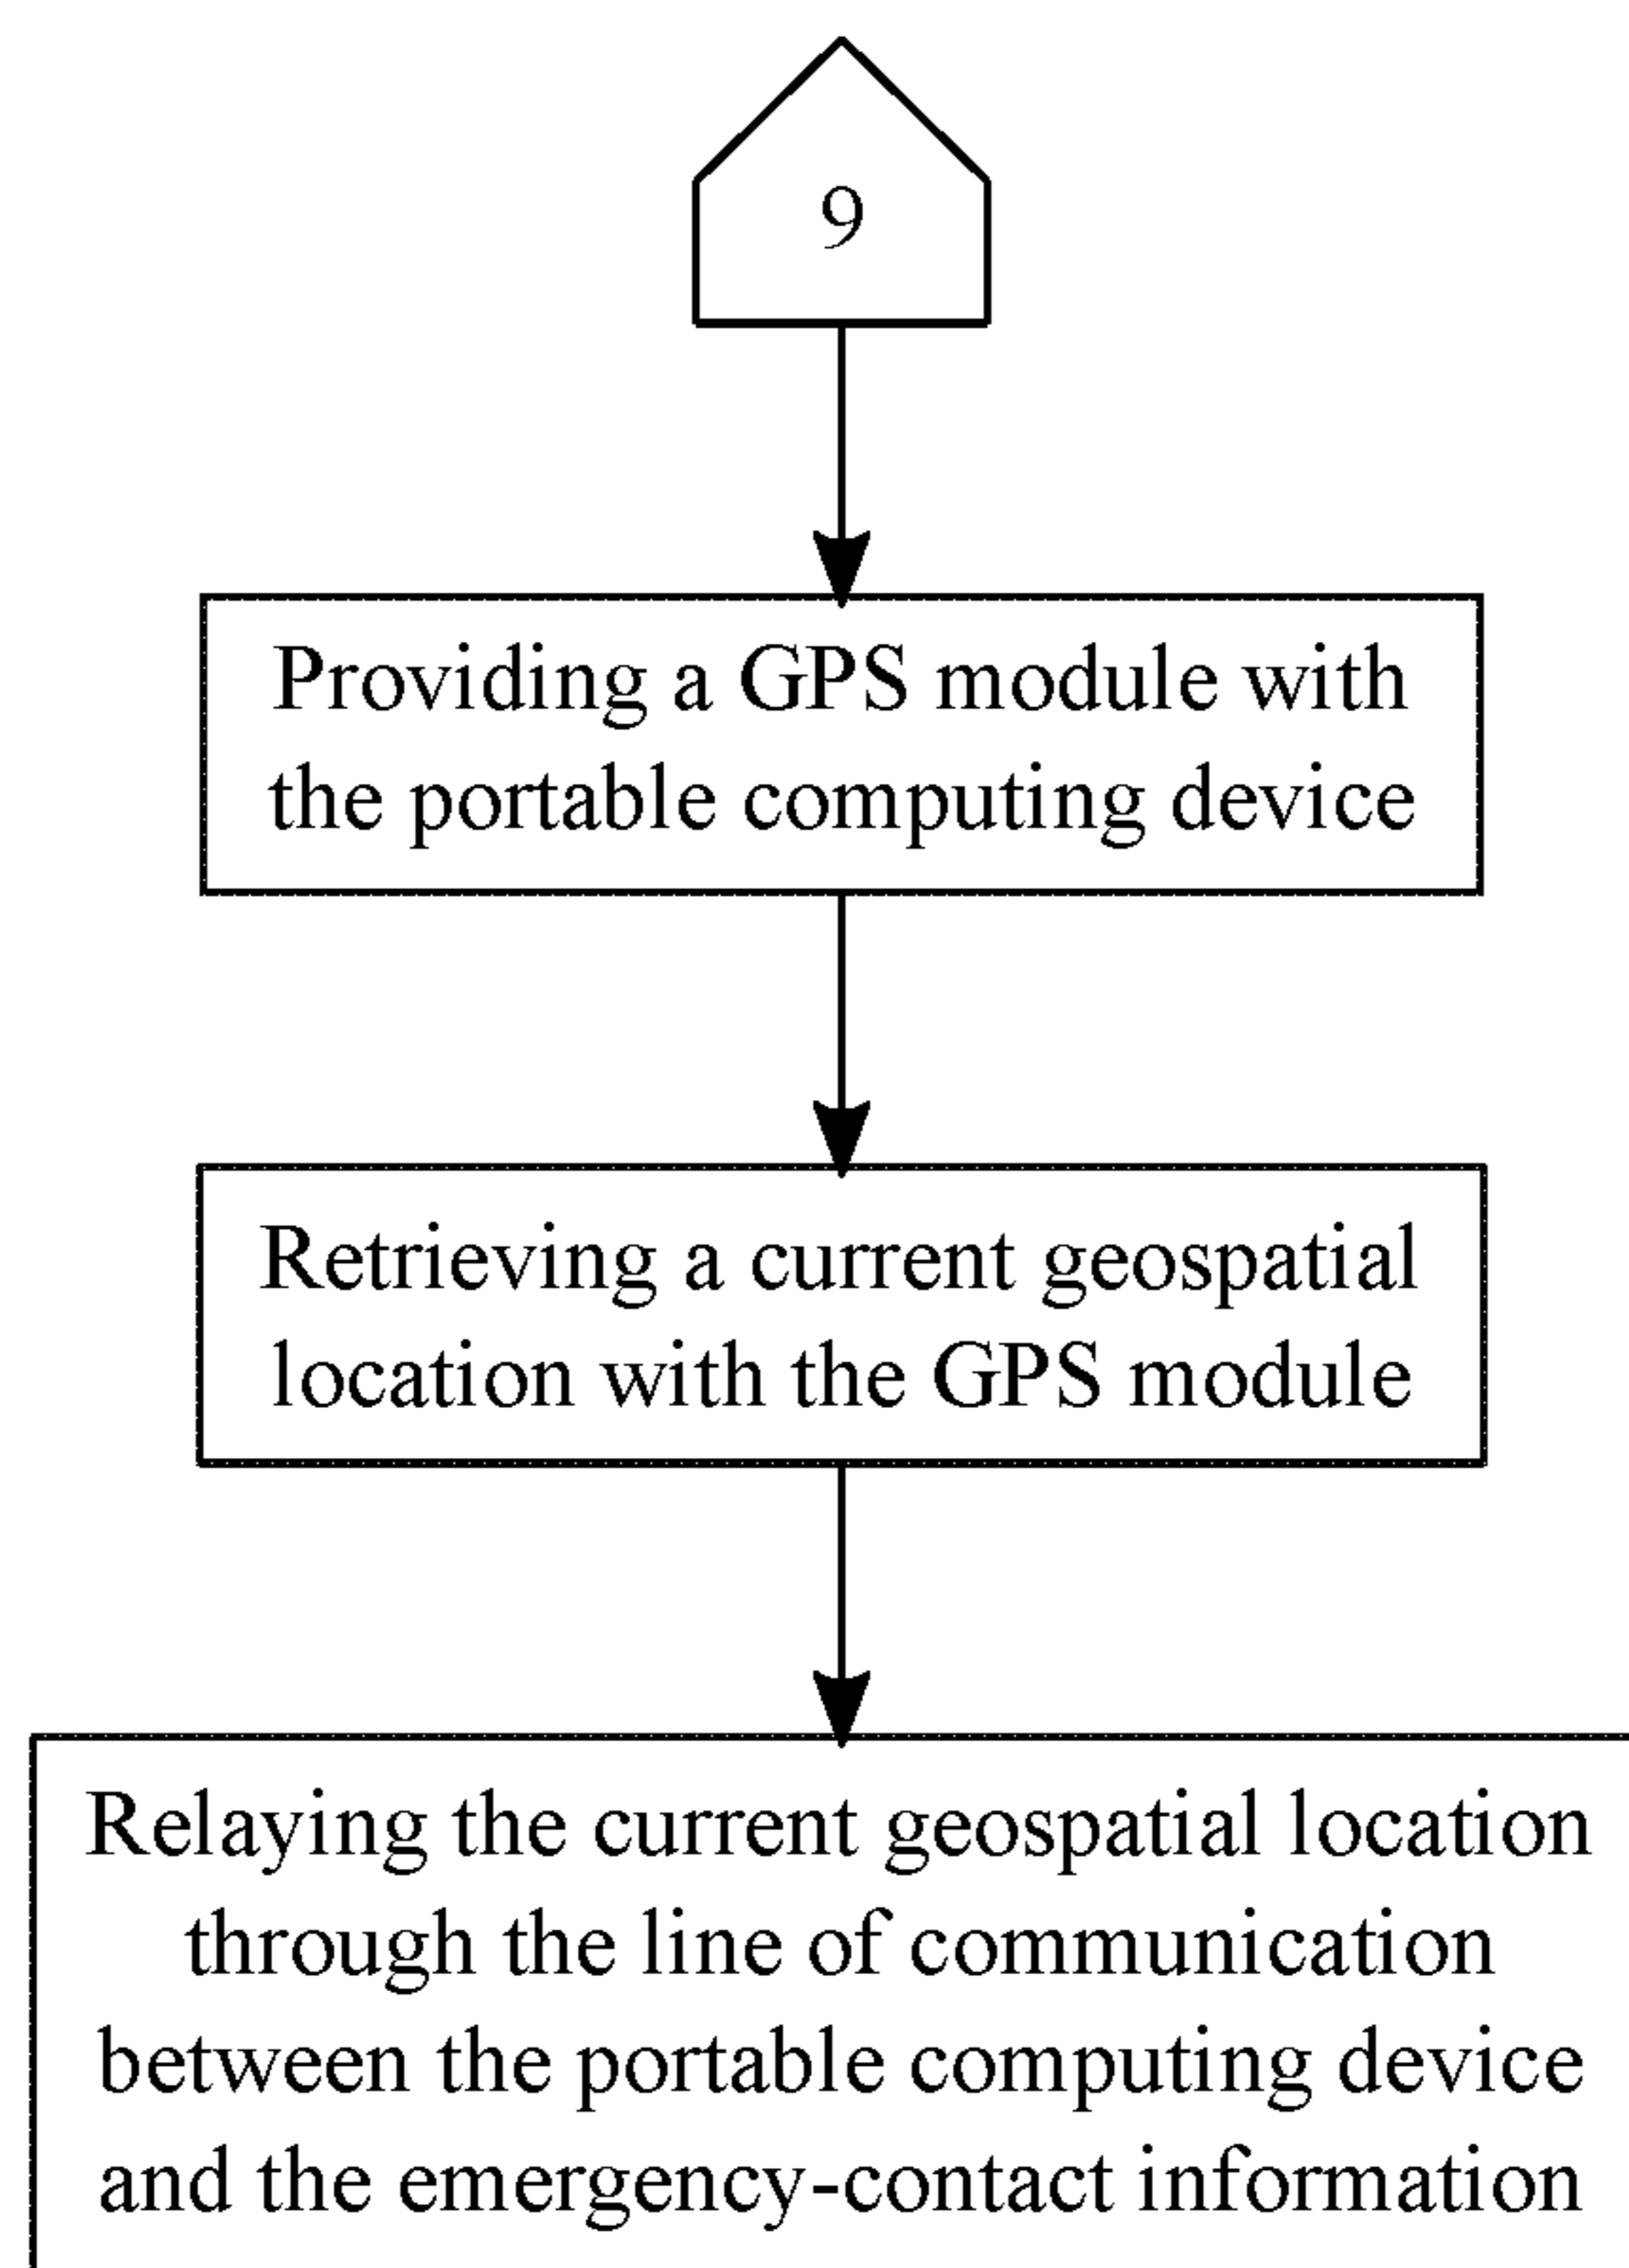 9
Providing a GPS module with
the portable computing device
Retrieving a current geospatial
location with the GPS module
Relaying the current geospatial location
through the line of communication
between the portable computing device
and the emergency-contact information